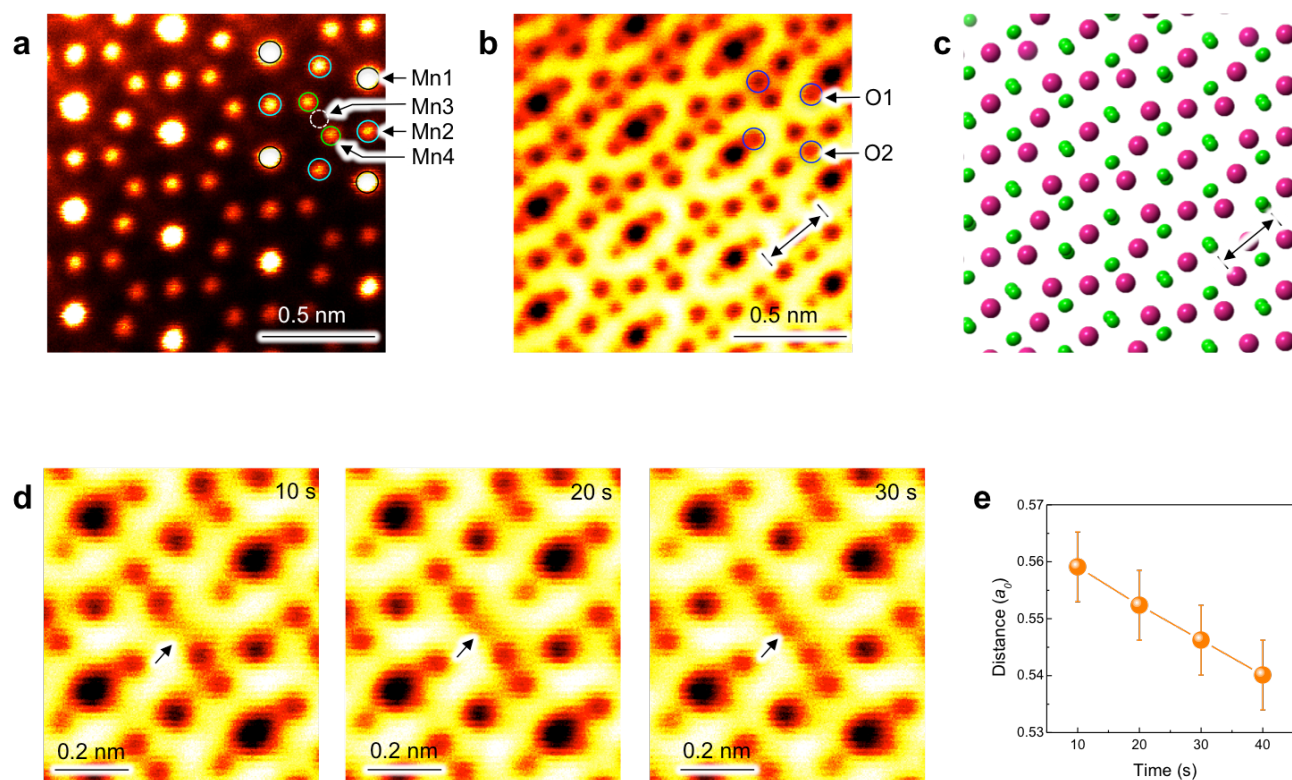 a
Mn1
Mn3
Mn2
Mn4
0.5 nm
b
O1
O2
0.5 nm
c
d
10 s
0.2 nm
20 s
0.2 nm
30 s
0.2 nm
e
0.57
0.56
0.55
0.54
0.53
Distance (a₀)
10 20 30 40
Time (s)